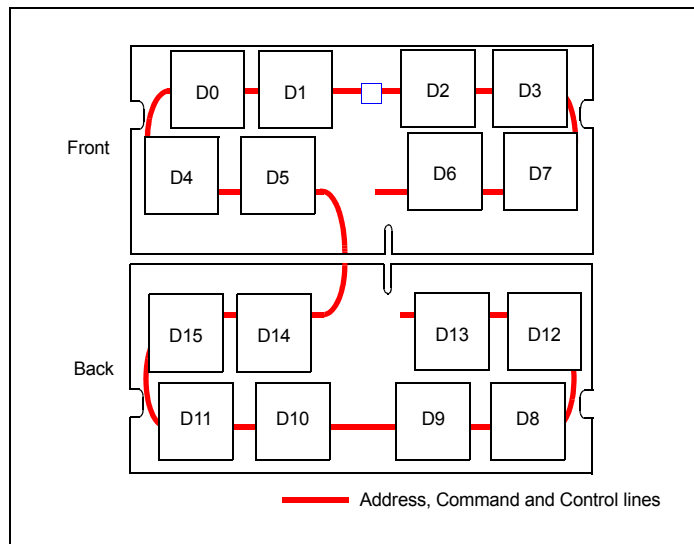 D0 D1 D2 D3
Front
D4 D5 D6 D7
D15 D14 D13 D12
Back
D11 D10 D9 D8
Address, Command and Control lines